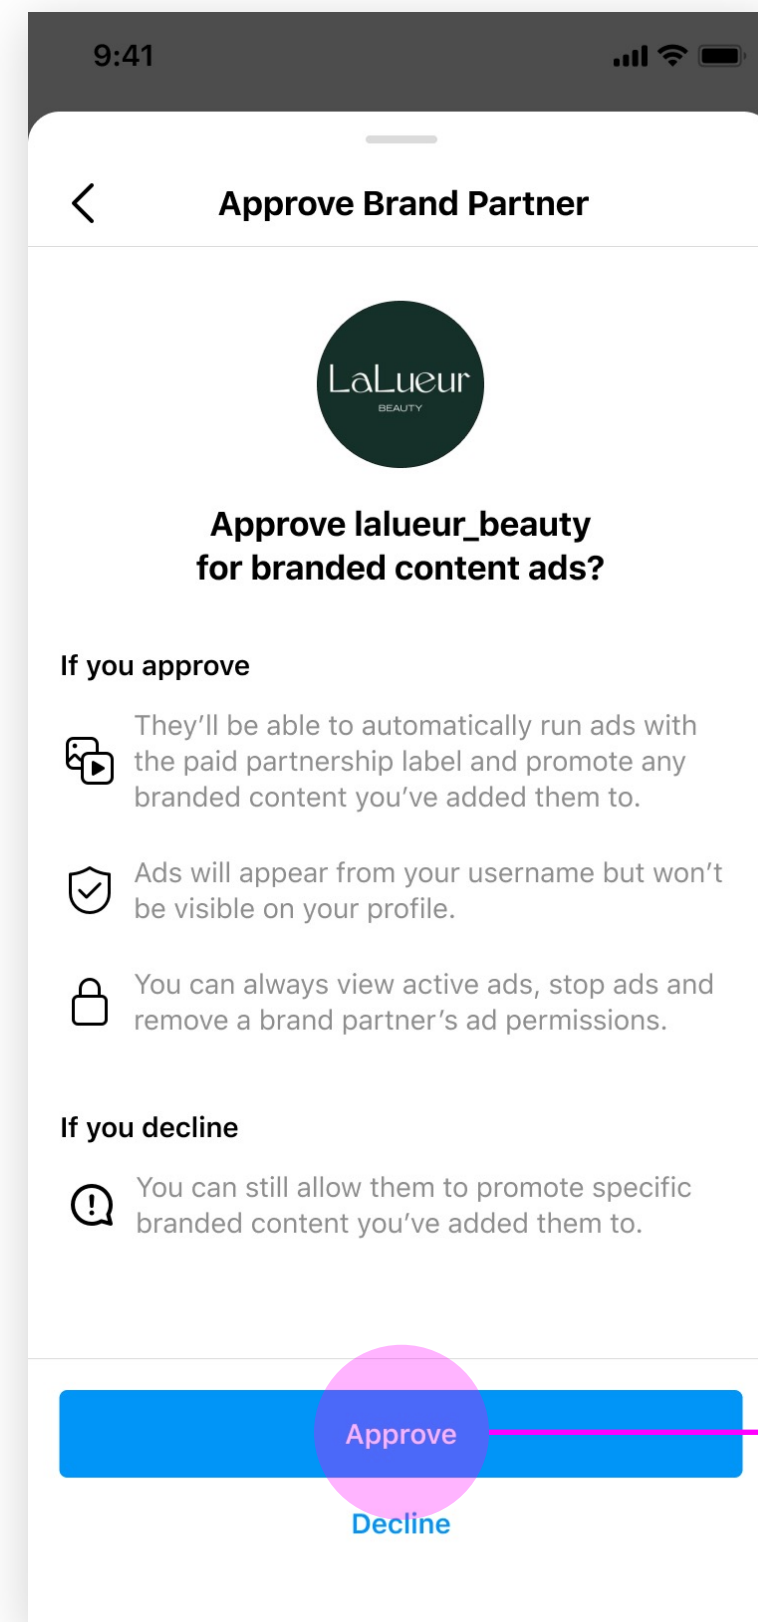 9:41
Approve Brand Partner
LaLueur
BEAUTY
Approve lalueur_beauty
for branded content ads?
If you approve
They’ll be able to automatically run ads with
the paid partnership label and promote any
branded content you’ve added them to.
Ads will appear from your username but won’t
be visible on your profile.
You can always view active ads, stop ads and
remove a brand partner’s ad permissions.
If you decline
You can still allow them to promote specific
branded content you’ve added them to.
Approve
Decline